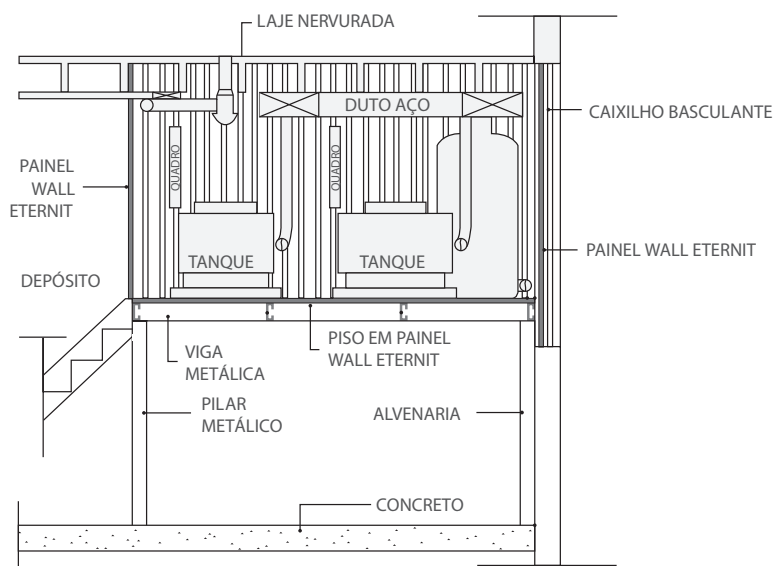 LAJE NERVURADA
DUTO AÇO
CAIXILHO BASCULANTE
QUADRO
QUADRO
PAINEL
WALL
ETERNIT
TANQUE
TANQUE
PAINEL WALL ETERNIT
DEPÓSITO
VIGA
METÁLICA
PISO EM PAINEL
WALL ETERNIT
PILAR
METÁLICO
ALVENARIA
CONCRETO